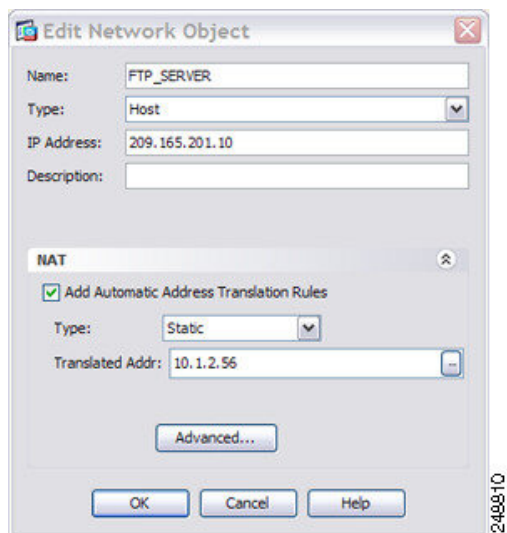 Edit Network Object
Name: FTP_SERVER
Type: Host
IP Address: 209.165.201.10
Description:
NAT
Add Automatic Address Translation Rules
Type: Static
Translated Addr: 10.1.2.56
...
Advanced...
OK Cancel Help
248810